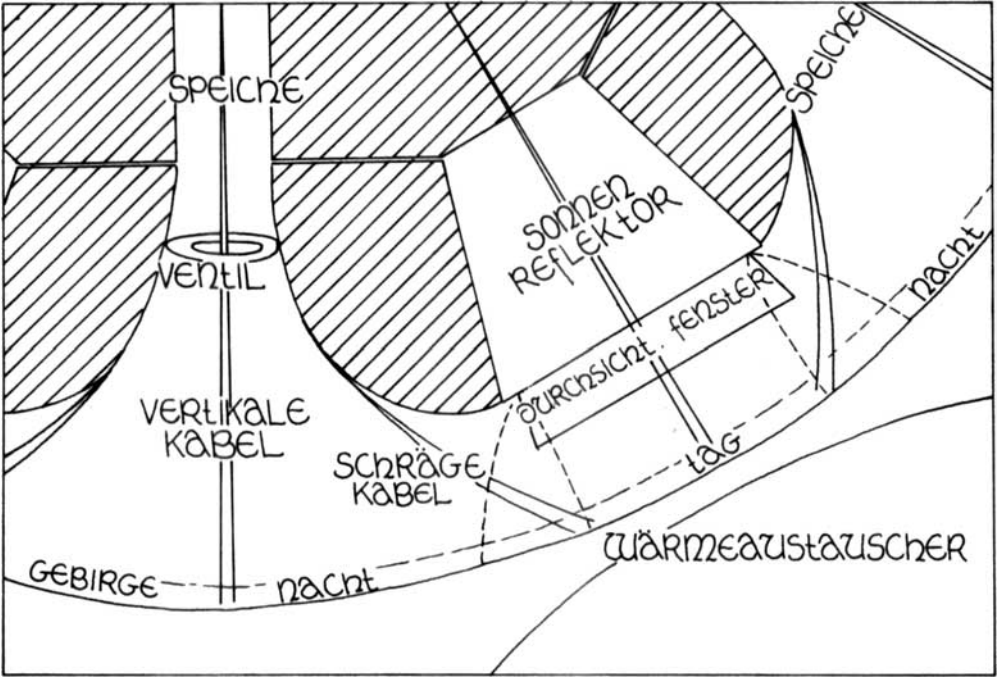 SPEICHE
SPEICHE
SONNEN
REFLEKTOR
NACHT
VENTIL
DURCHSICHT. FENSTER
VERTIKALE
KABEL
TAG
SCHRÄGE
KABEL
WÄRMEAUSTAUSCHER
GEBIRGE
NACHT